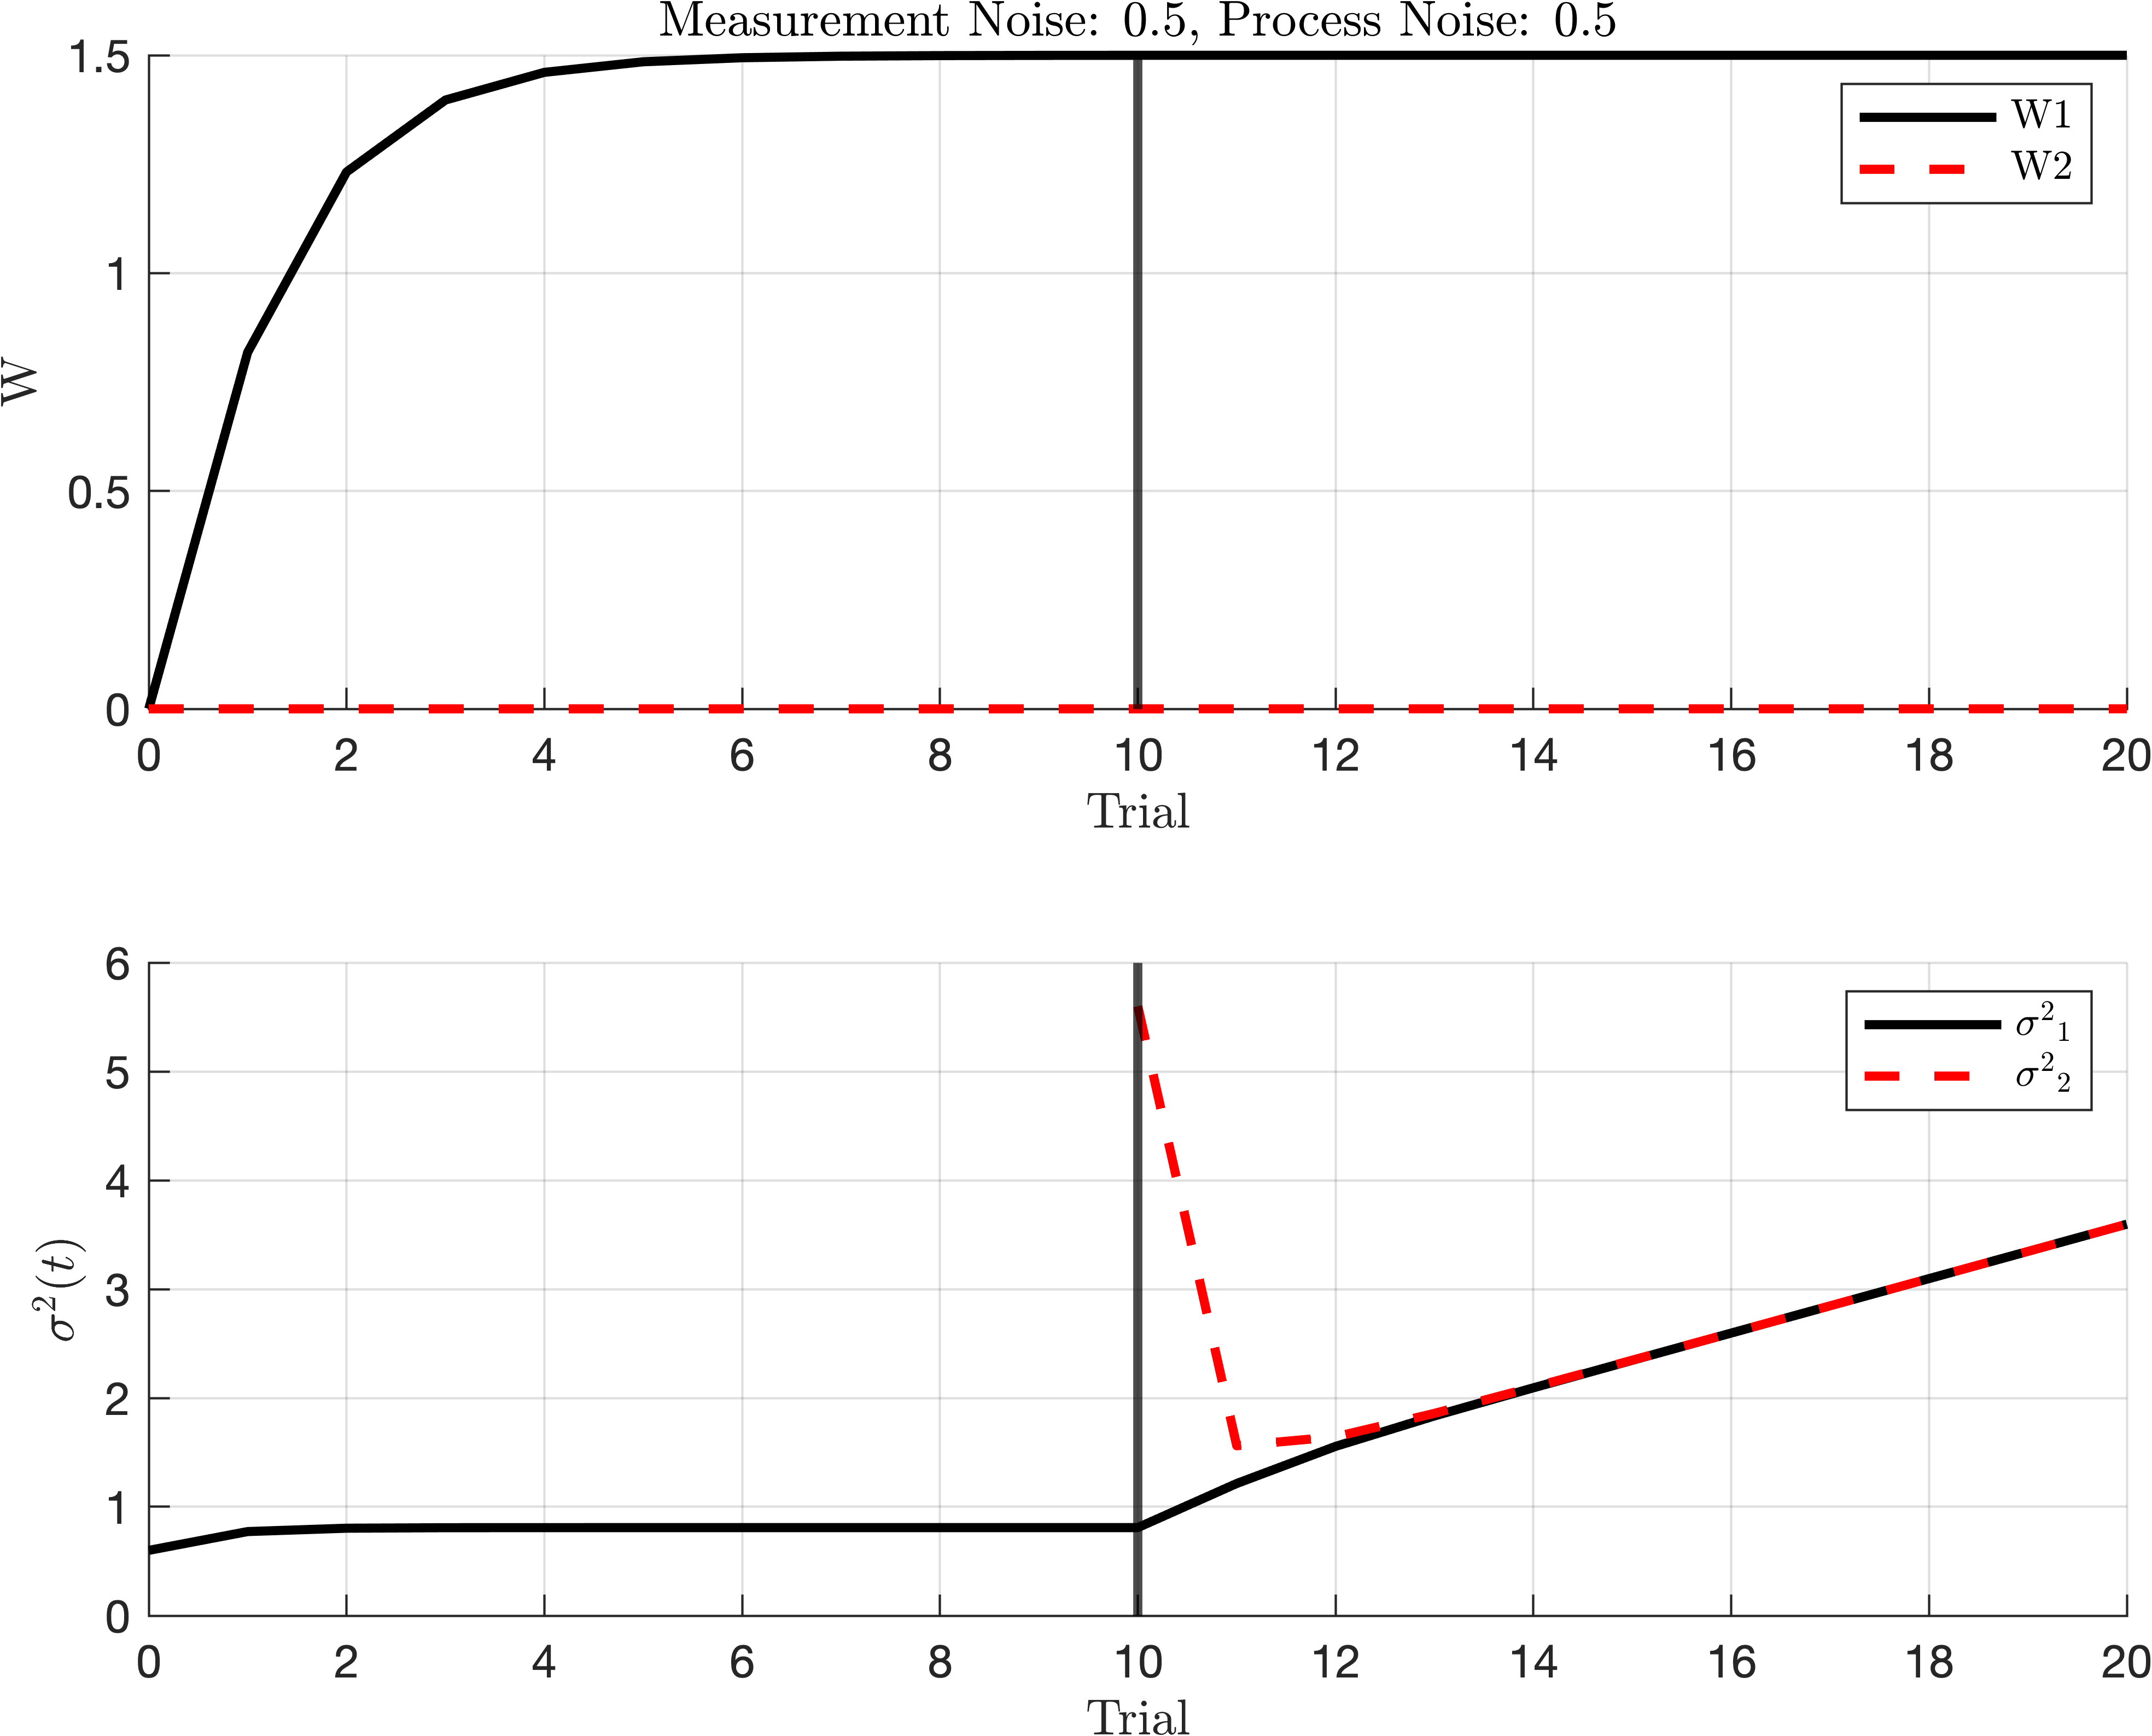 Measurement Noise: 0.5, Process Noise: 0.5
1.5
1
0.5
0
W
W1
W2
0 2 4 6 8 10 12 14 16 18 20
Trial
6
5
4
3
2
1
0
σ²(t)
σ²₁
σ²₂
0 2 4 6 8 10 12 14 16 18 20
Trial